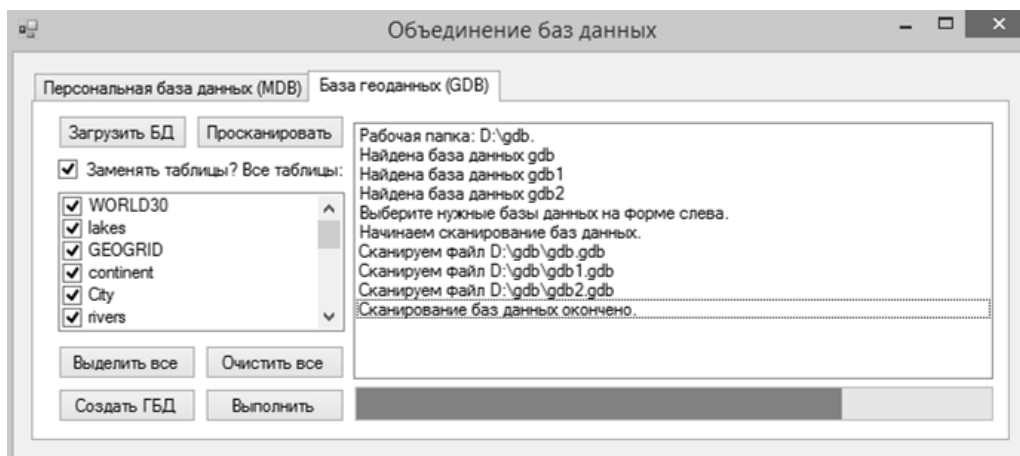 Объединение баз данных
Персональная база данных (MDB)
База геоданных (GDB)
Загрузить БД
Просканировать
Заменять таблицы? Все таблицы:
WORLD30
lakes
GEOGRID
continent
City
rivers
Выделить все
Очистить все
Создать ГБД
Выполнить
Рабочая папка: D:\gdb.
Найдена база данных gdb
Найдена база данных gdb1
Найдена база данных gdb2
Выберите нужные базы данных на форме слева.
Начинаем сканирование баз данных.
Сканируем файл D:\gdb\gdb.gdb
Сканируем файл D:\gdb\gdb1.gdb
Сканируем файл D:\gdb\gdb2.gdb
Сканирование баз данных окончено.